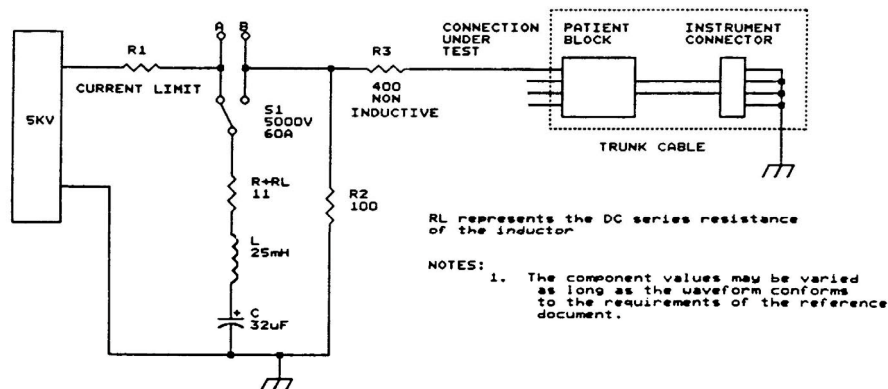 A B
R1
CURRENT LIMIT
5KV
S1
5000V
60A
R+RL
11
L
25mH
+
C
32uF
R2
100
R3
400
NON
INDUCTIVE
CONNECTION
UNDER
TEST
PATIENT
BLOCK
INSTRUMENT
CONNECTOR
TRUNK CABLE
RL represents the DC series resistance
of the inductor
NOTES:
1. The component values may be varied
as long as the waveform conforms
to the requirements of the reference
document.